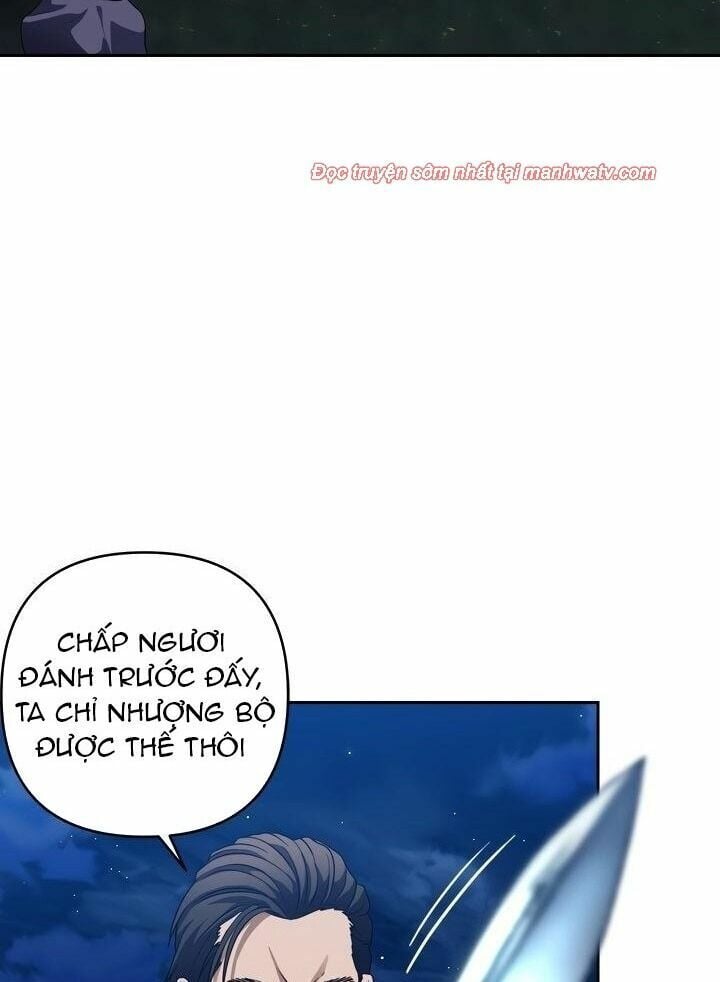 Đọc truyện sớm nhất tại manhwatv.com
CHẤP NGƯƠI
ĐÁNH TRƯỚC ĐẤY,
TA CHỈ NHƯỢNG BỘ
ĐƯỢC THẾ THÔI